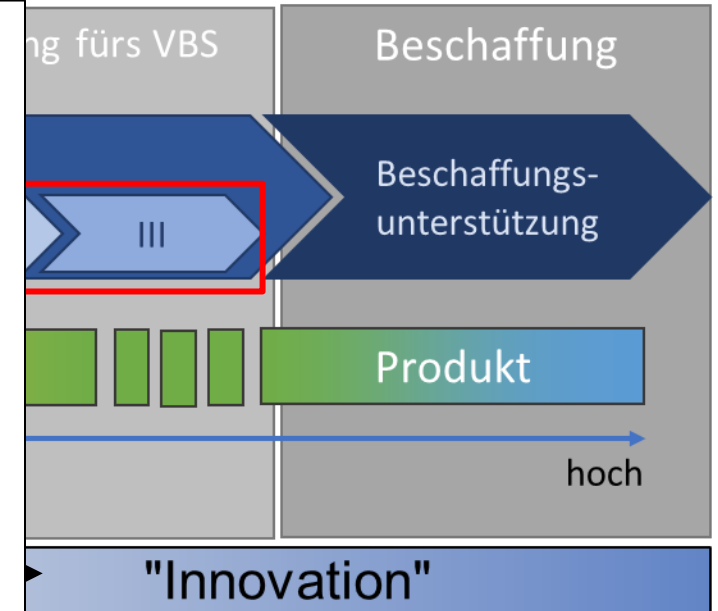 ng fürs VBS
Beschaffung
Beschaffungs-
unterstützung
III
Produkt
hoch
"Innovation"